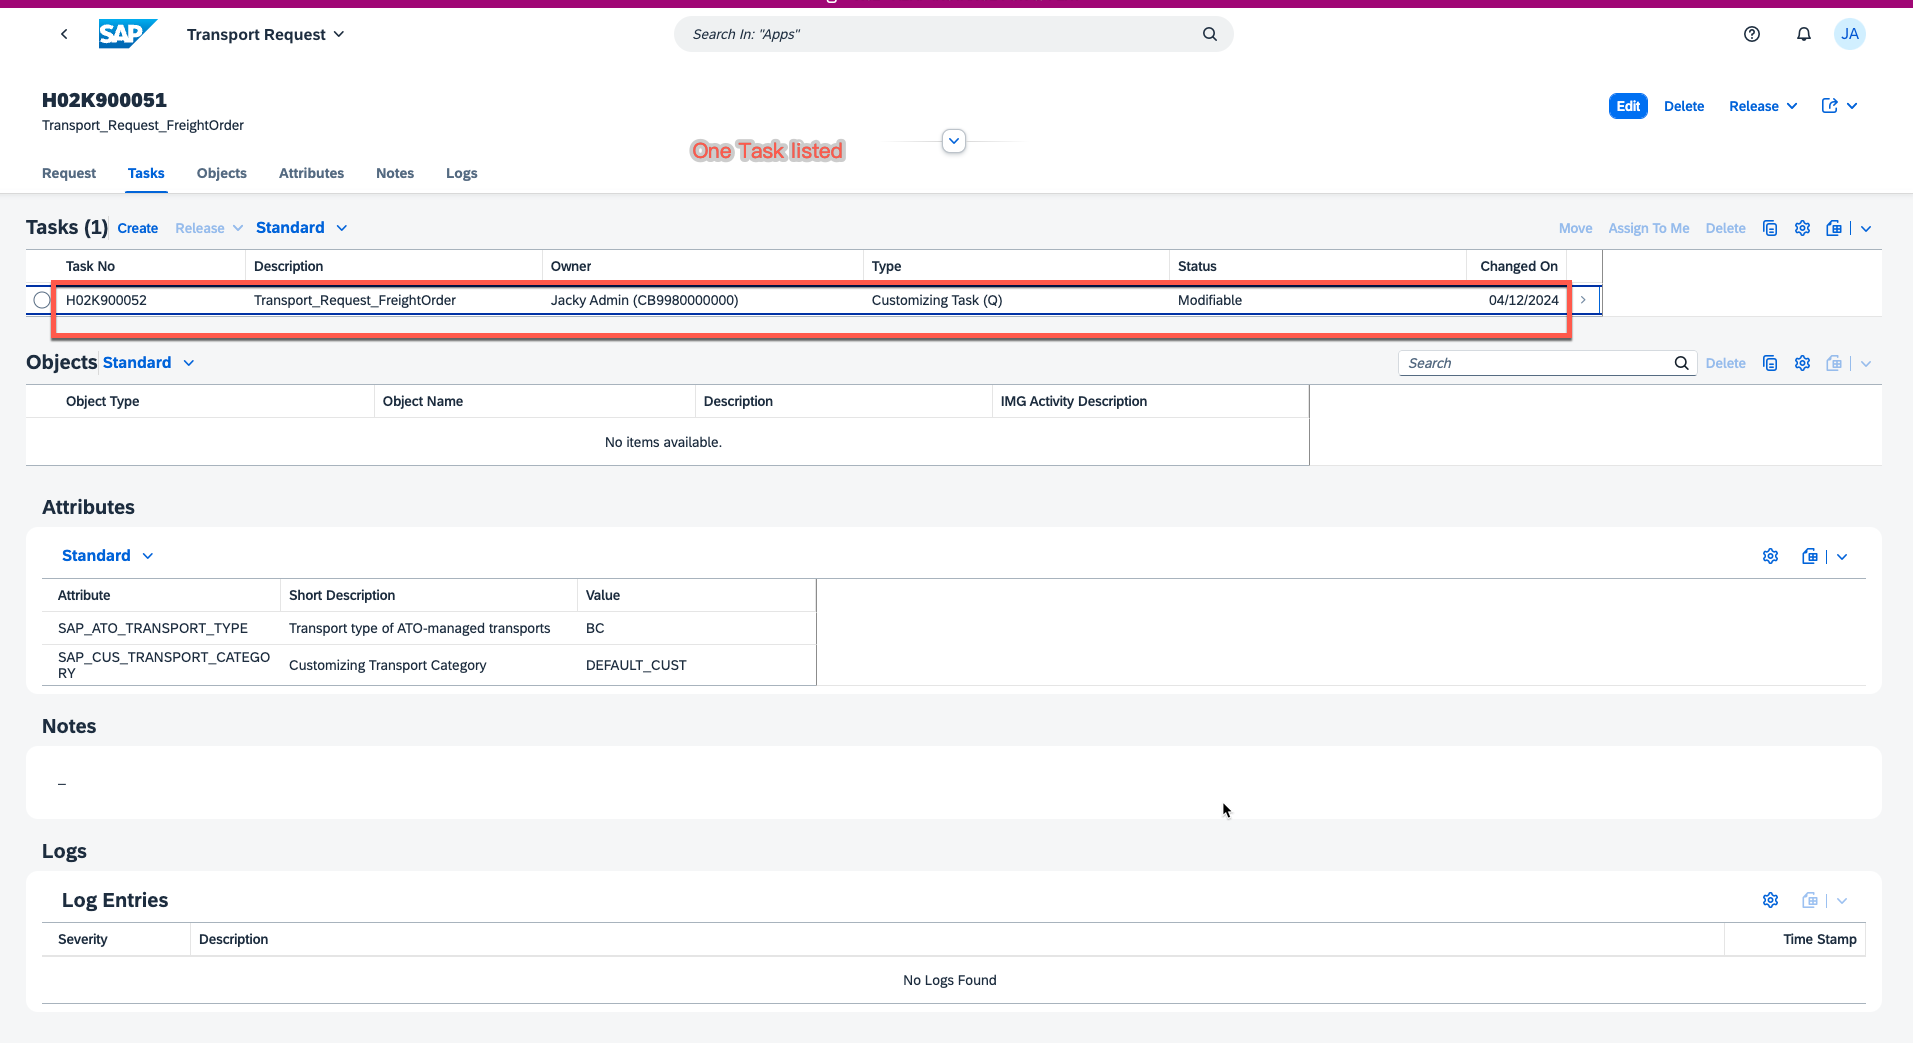 SAP Transport Request Search In: "Apps" JA
H02K900051
Transport_Request_FreightOrder
Edit Delete Release
One Task listed
Request Tasks Objects Attributes Notes Logs
Tasks (1) Create Release Standard Move Assign To Me Delete
Task No Description Owner Type Status Changed On
H02K900052 Transport_Request_FreightOrder Jacky Admin (CB9980000000) Customizing Task (Q) Modifiable 04/12/2024
Objects Standard Search Delete
Object Type Object Name Description IMG Activity Description
No items available.
Attributes
Standard
Attribute Short Description Value
SAP_ATO_TRANSPORT_TYPE Transport type of ATO-managed transports BC
SAP_CUS_TRANSPORT_CATEGO
RY Customizing Transport Category DEFAULT_CUST
Notes
–
Logs
Log Entries
Severity Description Time Stamp
No Logs Found